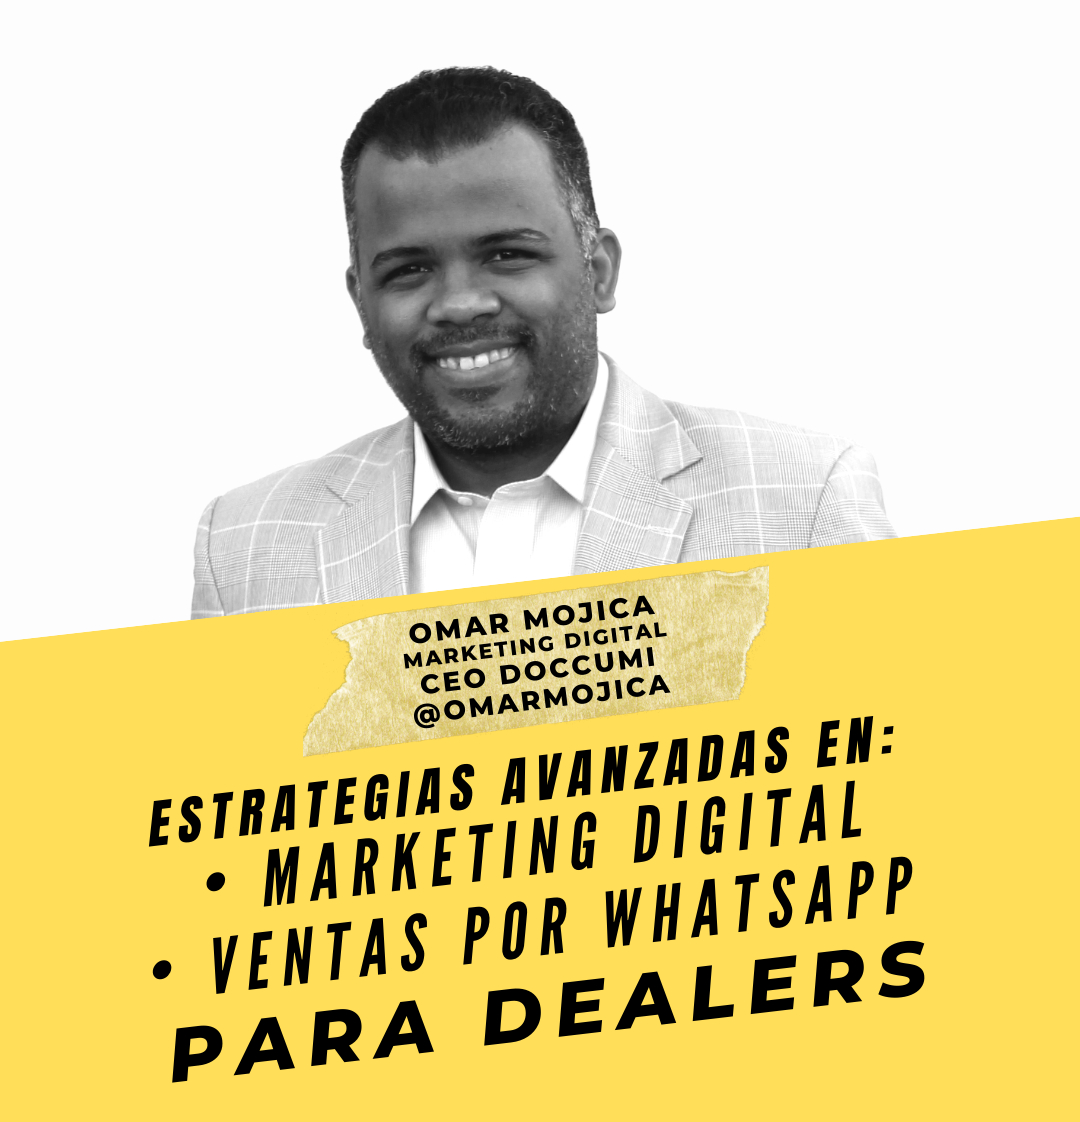 OMAR MOJICA
MARKETING DIGITAL
CEO DOCCUMI
@OMARMOJICA
ESTRATEGIAS AVANZADAS EN:
• MARKETING DIGITAL
• VENTAS POR WHATSAPP
PARA DEALERS